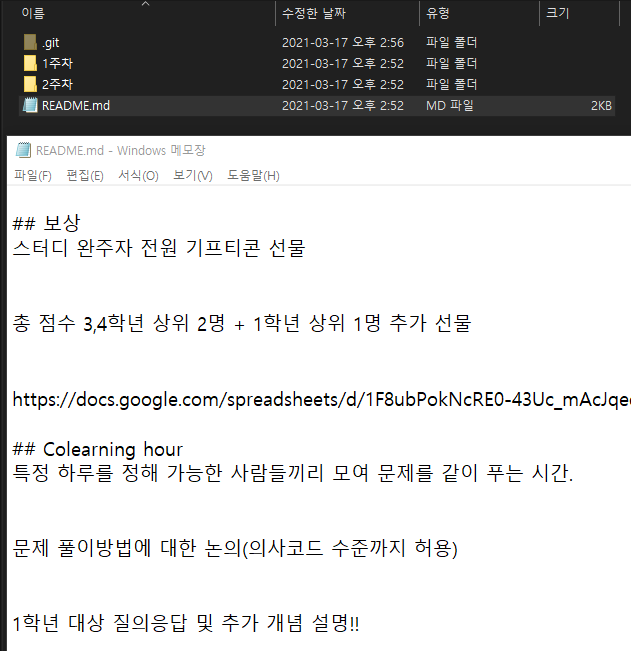 이름 수정한 날짜 유형 크기
.git 2021-03-17 오후 2:56 파일 폴더
1주차 2021-03-17 오후 2:52 파일 폴더
2주차 2021-03-17 오후 2:52 파일 폴더
README.md 2021-03-17 오후 2:52 MD 파일 2KB
README.md - Windows 메모장
파일(F) 편집(E) 서식(O) 보기(V) 도움말(H)
## 보상
스터디 완주자 전원 기프티콘 선물
총 점수 3,4학년 상위 2명 + 1학년 상위 1명 추가 선물
https://docs.google.com/spreadsheets/d/1F8ubPokNcRE0-43Uc_mAcJqe
## Colearning hour
특정 하루를 정해 가능한 사람들끼리 모여 문제를 같이 푸는 시간.
문제 풀이방법에 대한 논의(의사코드 수준까지 허용)
1학년 대상 질의응답 및 추가 개념 설명!!